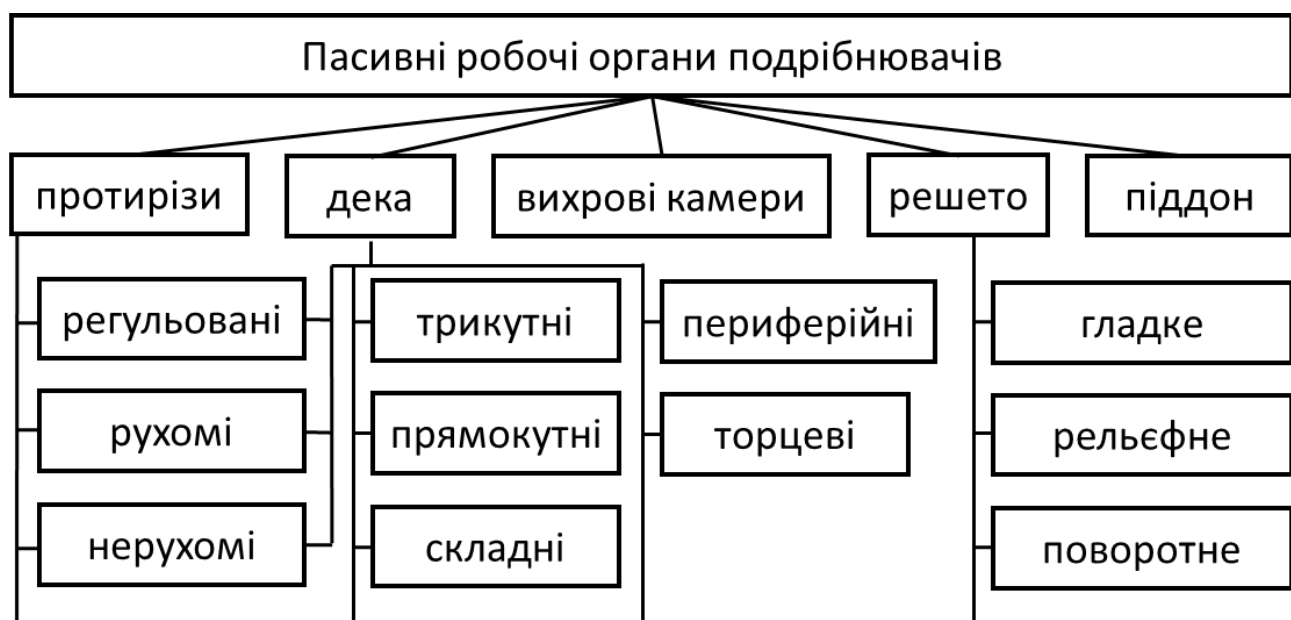 Пасивні робочі органи подрібнювачів
протирізи
дека
вихрові камери
решето
піддон
регульовані
трикутні
периферійні
гладке
рухомі
прямокутні
торцеві
рельєфне
нерухомі
складні
поворотне